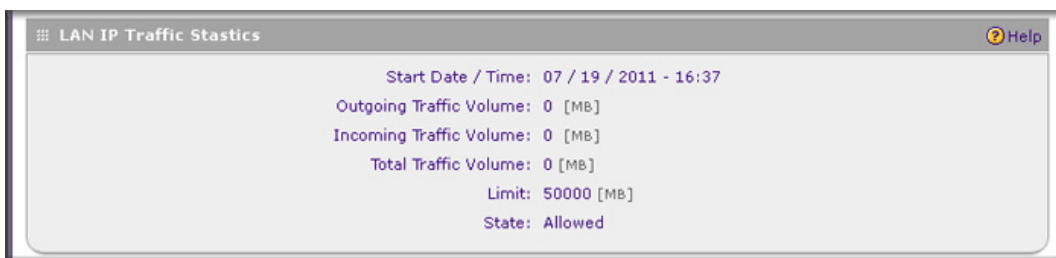 LAN IP Traffic Stastics
Help
Start Date / Time: 07 / 19 / 2011 - 16:37
Outgoing Traffic Volume: 0 [MB]
Incoming Traffic Volume: 0 [MB]
Total Traffic Volume: 0 [MB]
Limit: 50000 [MB]
State: Allowed